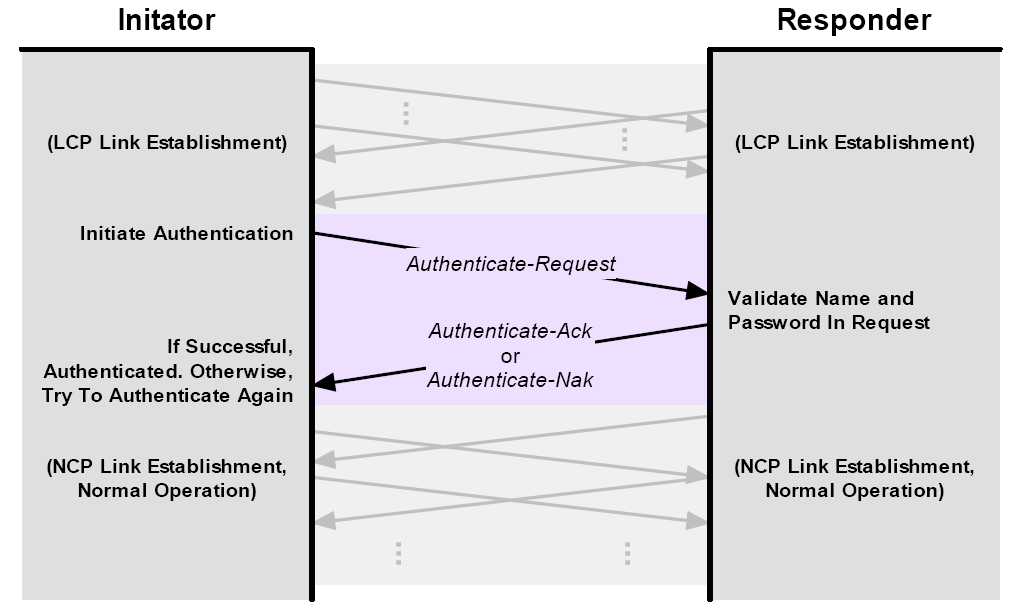 Initator
Responder
(LCP Link Establishment)
(LCP Link Establishment)
Initiate Authentication
Authenticate-Request
Validate Name and
Password In Request
Authenticate-Ack
or
Authenticate-Nak
If Successful,
Authenticated. Otherwise,
Try To Authenticate Again
(NCP Link Establishment,
Normal Operation)
(NCP Link Establishment,
Normal Operation)